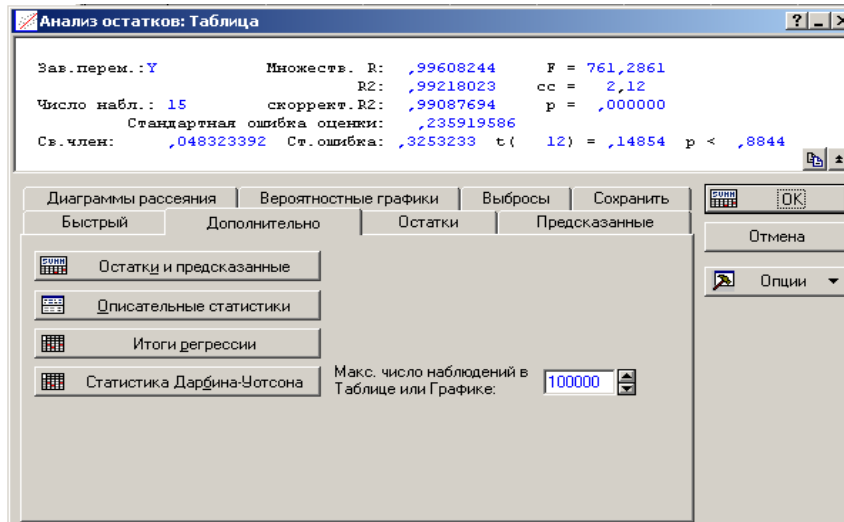 Анализ остатков: Таблица
Зав.перем.:Y Множеств. R: ,99608244 F = 761,2861
R2: ,99218023 сс = 2,12
Число набл.: 15 скоррект.R2: ,99087694 p = ,000000
Стандартная ошибка оценки: ,235919586
Св.член: ,048323392 Ст.ошибка: ,3253233 t( 12) = ,14854 p < ,8844
Диаграммы рассеяния Вероятностные графики Выбросы Сохранить
Быстрый Дополнительно Остатки Предсказанные
OK
Отмена
Опции
Остатки и предсказанные
Описательные статистики
Итоги регрессии
Статистика Дарбина-Уотсона
Макс. число наблюдений в
Таблице или Графике:
100000